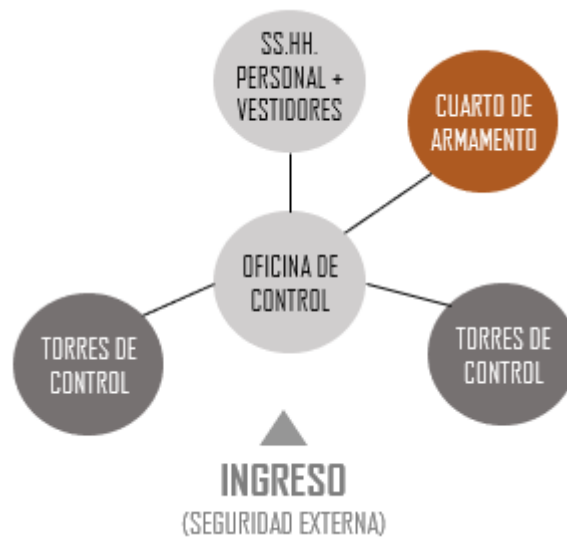 SS.HH.
PERSONAL +
VESTIDORES
CUARTO DE
ARMAMENTO
OFICINA DE
CONTROL
TORRES DE
CONTROL
TORRES DE
CONTROL
INGRESO
(SEGURIDAD EXTERNA)